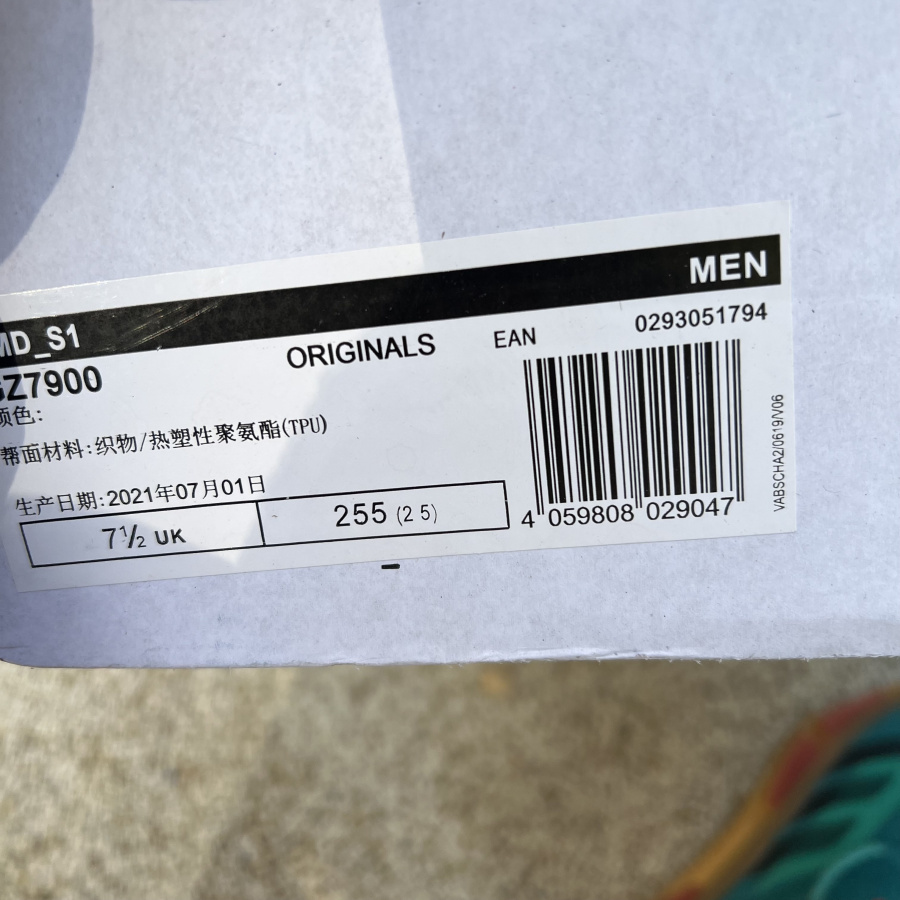 MEN
MD_S1
ORIGINALS
EAN
0293051794
GZ7900
颜色:
帮面材料:织物/热塑性聚氨酯(TPU)
生产日期:2021年07月01日
7½ UK
255 (2 5)
4 059808 029047
VABSCHA2/0619/V06